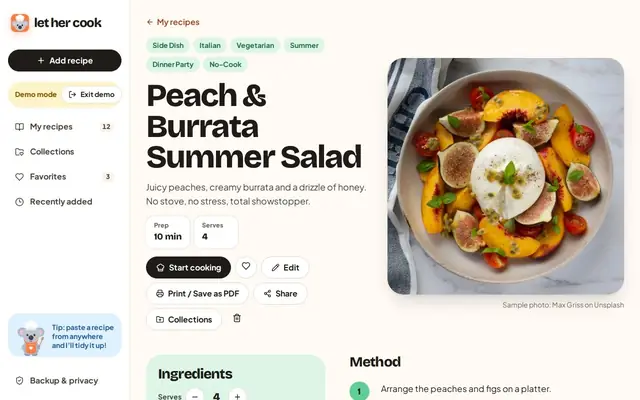 let her cook
Add recipe
Demo mode
Exit demo
My recipes 12
Collections
Favorites 3
Recently added
Tip: paste a recipe
from anywhere
and I'll tidy it up!
Backup & privacy
← My recipes
Side Dish Italian Vegetarian Summer
Dinner Party No-Cook
Peach &
Burrata
Summer Salad
Juicy peaches, creamy burrata and a drizzle of honey.
No stove, no stress, total showstopper.
Prep
10 min
Serves
4
Start cooking
Edit
Print / Save as PDF
Share
Collections
Sample photo: Max Griss on Unsplash
Ingredients
Serves − 4 +
Method
1 Arrange the peaches and figs on a platter.